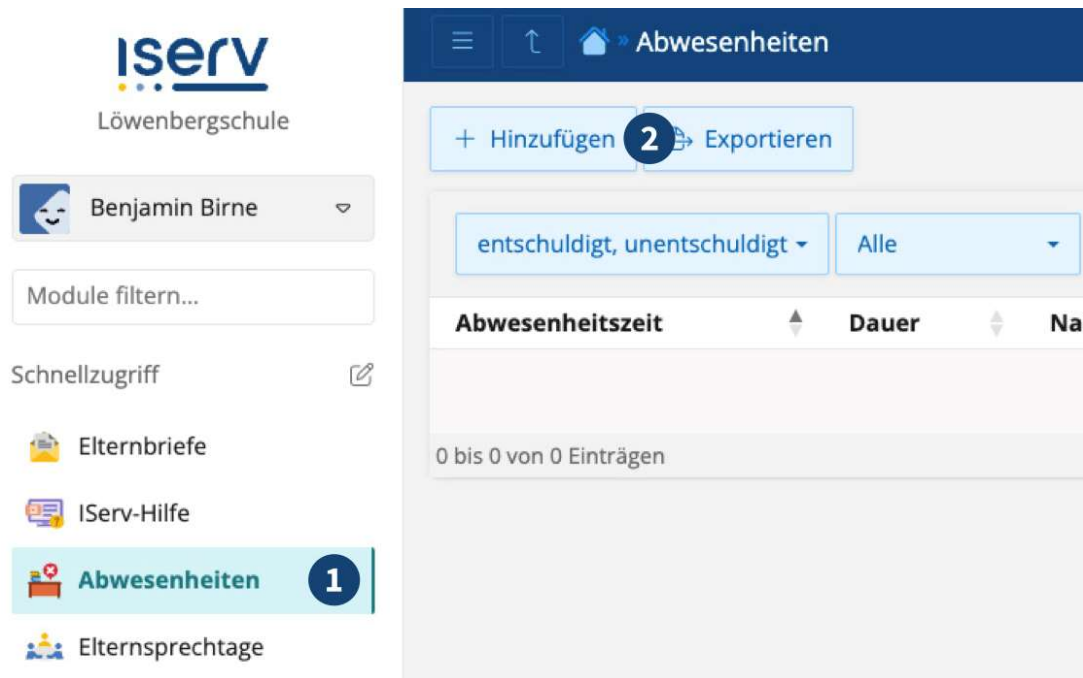 IServ
Löwenbergschule
Benjamin Birne
Module filtern...
Schnellzugriff
Elternbriefe
IServ-Hilfe
Abwesenheiten 1
Elternsprechtage
» Abwesenheiten
+ Hinzufügen 2 Exportieren
entschuldigt, unentschuldigt Alle
Abwesenheitszeit Dauer Na
0 bis 0 von 0 Einträgen